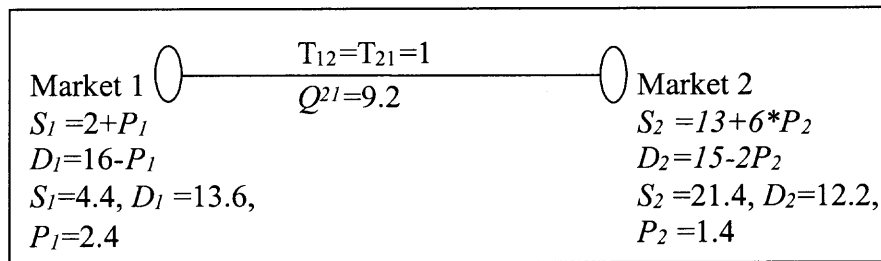 T₁₂=T₂₁=1
Q²¹=9.2
Market 1
S₁ =2+P₁
D₁=16-P₁
S₁=4.4, D₁ =13.6,
P₁=2.4
Market 2
S₂ =13+6*P₂
D₂=15-2P₂
S₂=21.4, D₂=12.2,
P₂ =1.4